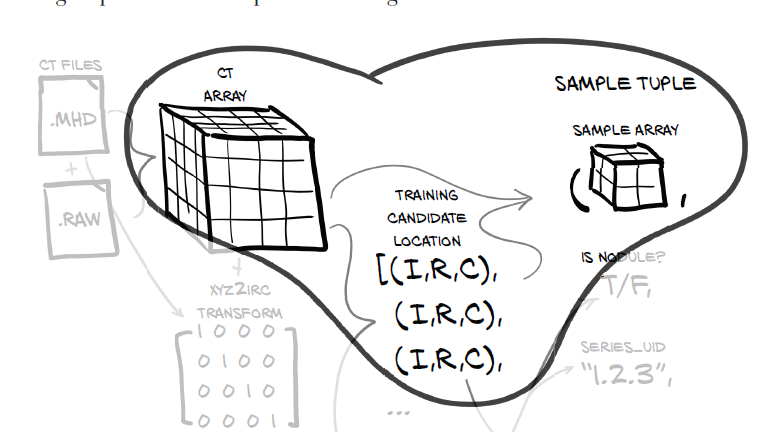 CT FILES
.MHD
+
.RAW
CT
ARRAY
+
XYZ2IRC
TRANSFORM
1 0 0 0
0 1 0 0
0 0 1 0
0 0 0 1
TRAINING
CANDIDATE
LOCATION
[(I,R,C),
(I,R,C),
(I,R,C),
...
SAMPLE TUPLE
SAMPLE ARRAY
( ,
IS NODULE?
T/F,
SERIES_UID
"1.2.3",